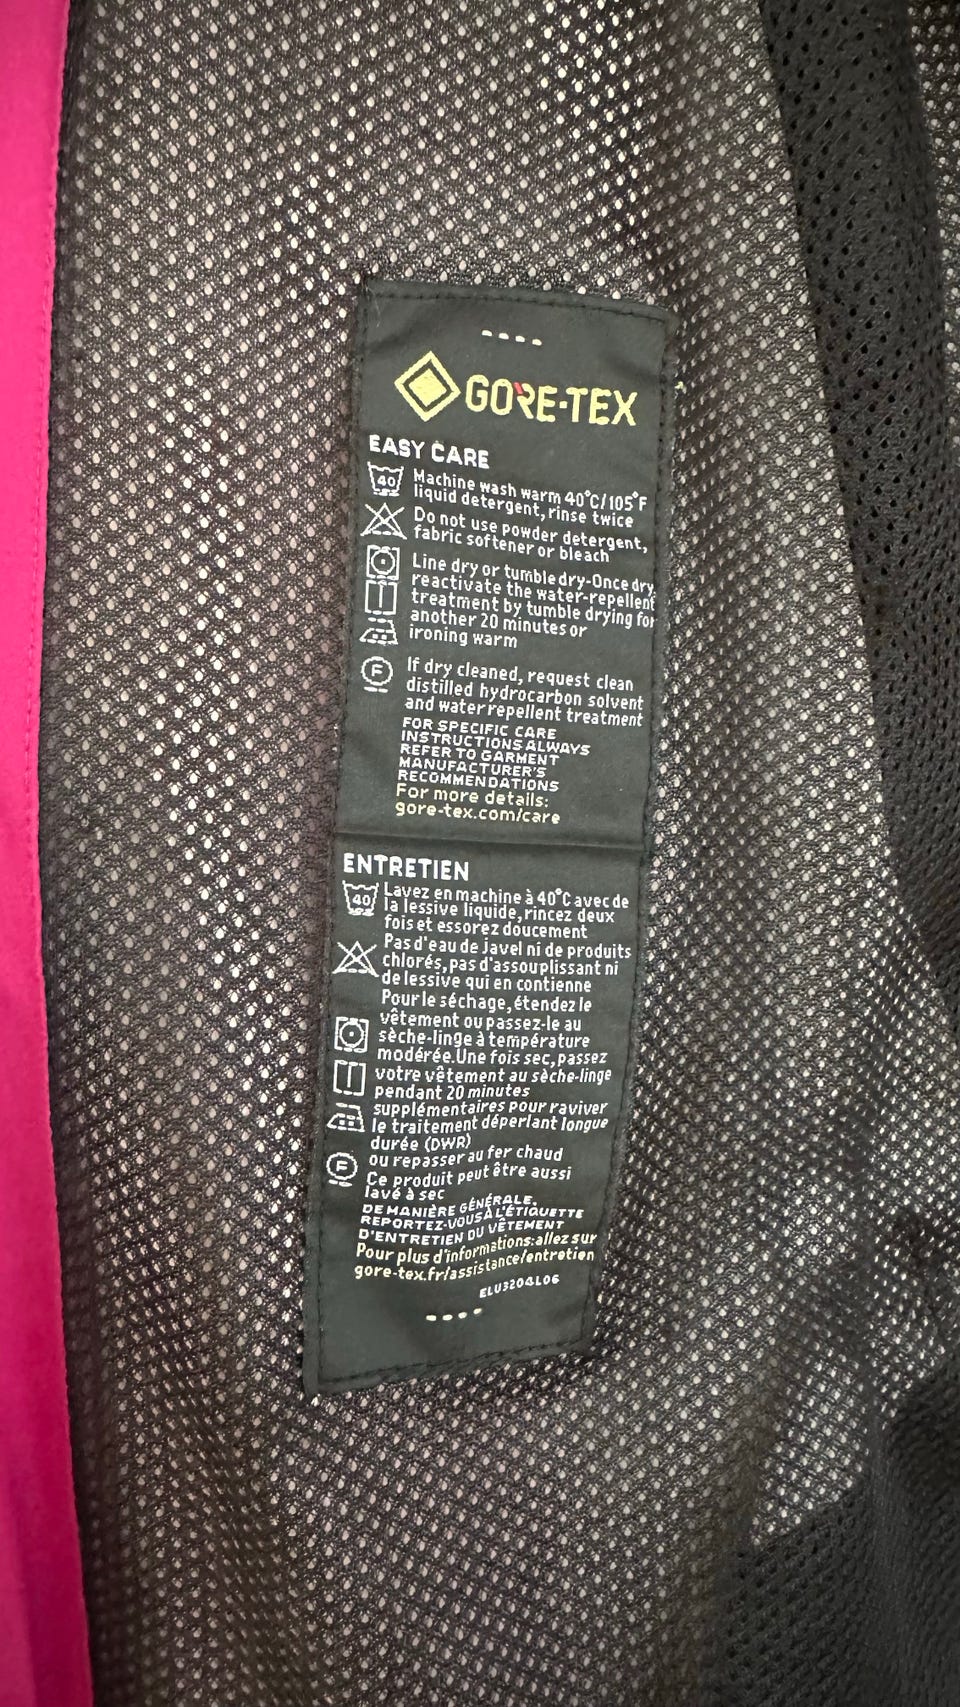 GORE-TEX
EASY CARE
40
Machine wash warm 40°C/105°F
liquid detergent, rinse twice
Do not use powder detergent,
fabric softener or bleach
Line dry or tumble dry-Once dry,
reactivate the water-repellent
treatment by tumble drying for
another 20 minutes or
ironing warm
F
If dry cleaned, request clean
distilled hydrocarbon solvent
and water repellent treatment
FOR SPECIFIC CARE
INSTRUCTIONS ALWAYS
REFER TO GARMENT
MANUFACTURER'S
RECOMMENDATIONS
For more details:
gore-tex.com/care
ENTRETIEN
40
Lavez en machine à 40°C avec de
la lessive liquide, rincez deux
fois et essorez doucement
Pas d'eau de javel ni de produits
chlorés, pas d'assouplissant ni
de lessive qui en contienne
Pour le séchage, étendez le
vêtement ou passez-le au
sèche-linge à température
modérée. Une fois sec, passez
votre vêtement au sèche-linge
pendant 20 minutes
supplémentaires pour raviver
le traitement déperlant longue
durée (DWR)
ou repasser au fer chaud
F
Ce produit peut être aussi
lavé à sec
DE MANIÈRE GÉNÉRALE,
REPORTEZ-VOUS À L'ÉTIQUETTE
D'ENTRETIEN DU VÊTEMENT
Pour plus d'informations: allez sur
gore-tex.fr/assistance/entretien
ELU3204L06